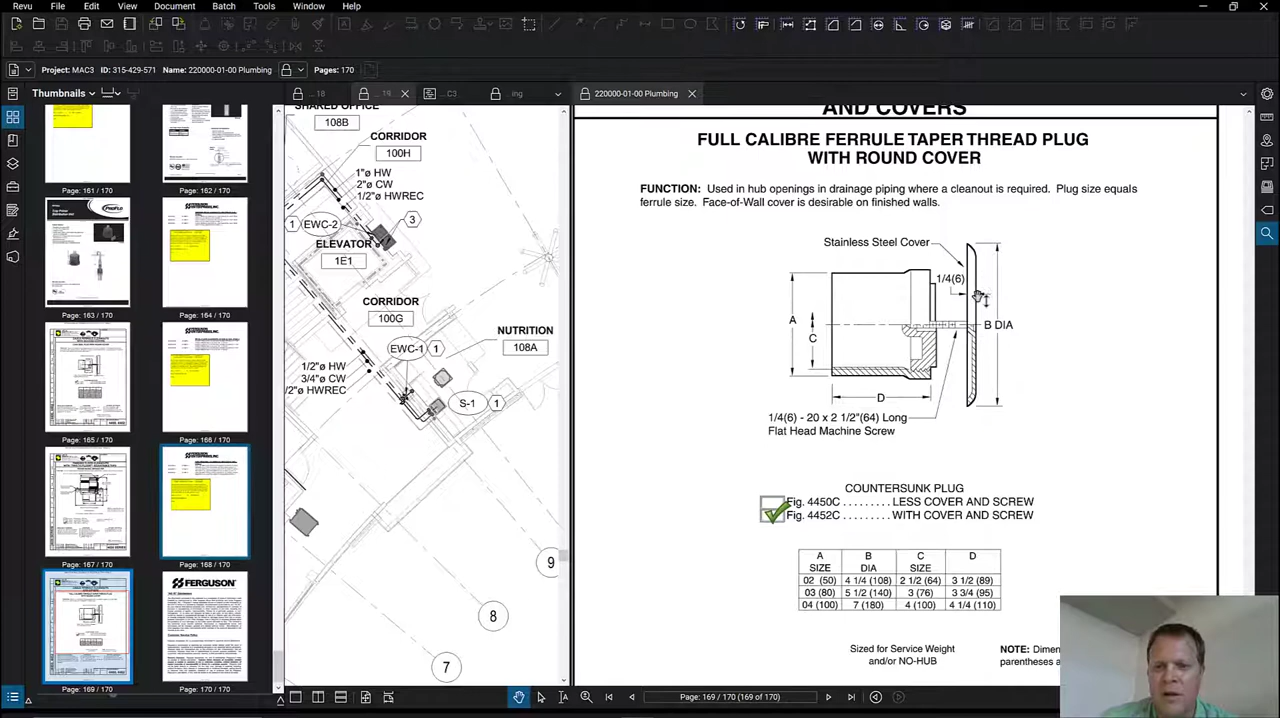 Revu File Edit View Document Batch Tools Window Help
Project: MAC3 ID: 315-429-571 Name: 220000-01-00 Plumbing Pages: 170
Thumbnails
...18
...19
...C3
...ing
220000-01-00 Plumbing
Page: 161 / 170
Page: 162 / 170
Page: 163 / 170
Page: 164 / 170
Page: 165 / 170
Page: 166 / 170
Page: 167 / 170
Page: 168 / 170
FERGUSON
Page: 169 / 170
Page: 170 / 170
SHARED OFFICE
108B
CORRIDOR
100H
1"ø HW
2"ø CW
1/2"ø HWREC
1
EWC-2
3
ELEVATOR
1E1
CORRIDOR
100G
NUTRITION
108A
EWC-1
1
1/2"ø HW
3/4"ø CW
/2"ø HWREC
S-1
1
9
8
7
AND COVERS
FULL CALIBRE FERRULE TAPER THREAD PLUG
WITH ROUND COVER
FUNCTION: Used in hub openings in drainage piping where a cleanout is required. Plug size equals
ferrule size. Face-of-Wall cover is desirable on finished walls.
Stainless Steel Cover
1/4(6)
A
C
B DIA
D
1/4(6) - 20 x 2 1/2"(64) Long
Flat Head Machine Screw
COUNTERSUNK PLUG
Fig. 4450C . . . . . . . . . LESS COVER AND SCREW
Fig. 4452C . . . . . . . . . WITH COVER AND SCREW
A SIZE B DIA C SIZE D
02 (50) 4 1/4 (108) 2 1/2 (64) 3 1/2 (89)
03 (80) 5 1/2 3 3/4 (95)
04 (100) 7 (180) 4 (100) 4 1/4 (110)
Sized for Service Weight
and/or NO-HUB
NOTE: Dimen
parentheses a
Page: 170 / 170 (169 of 170)